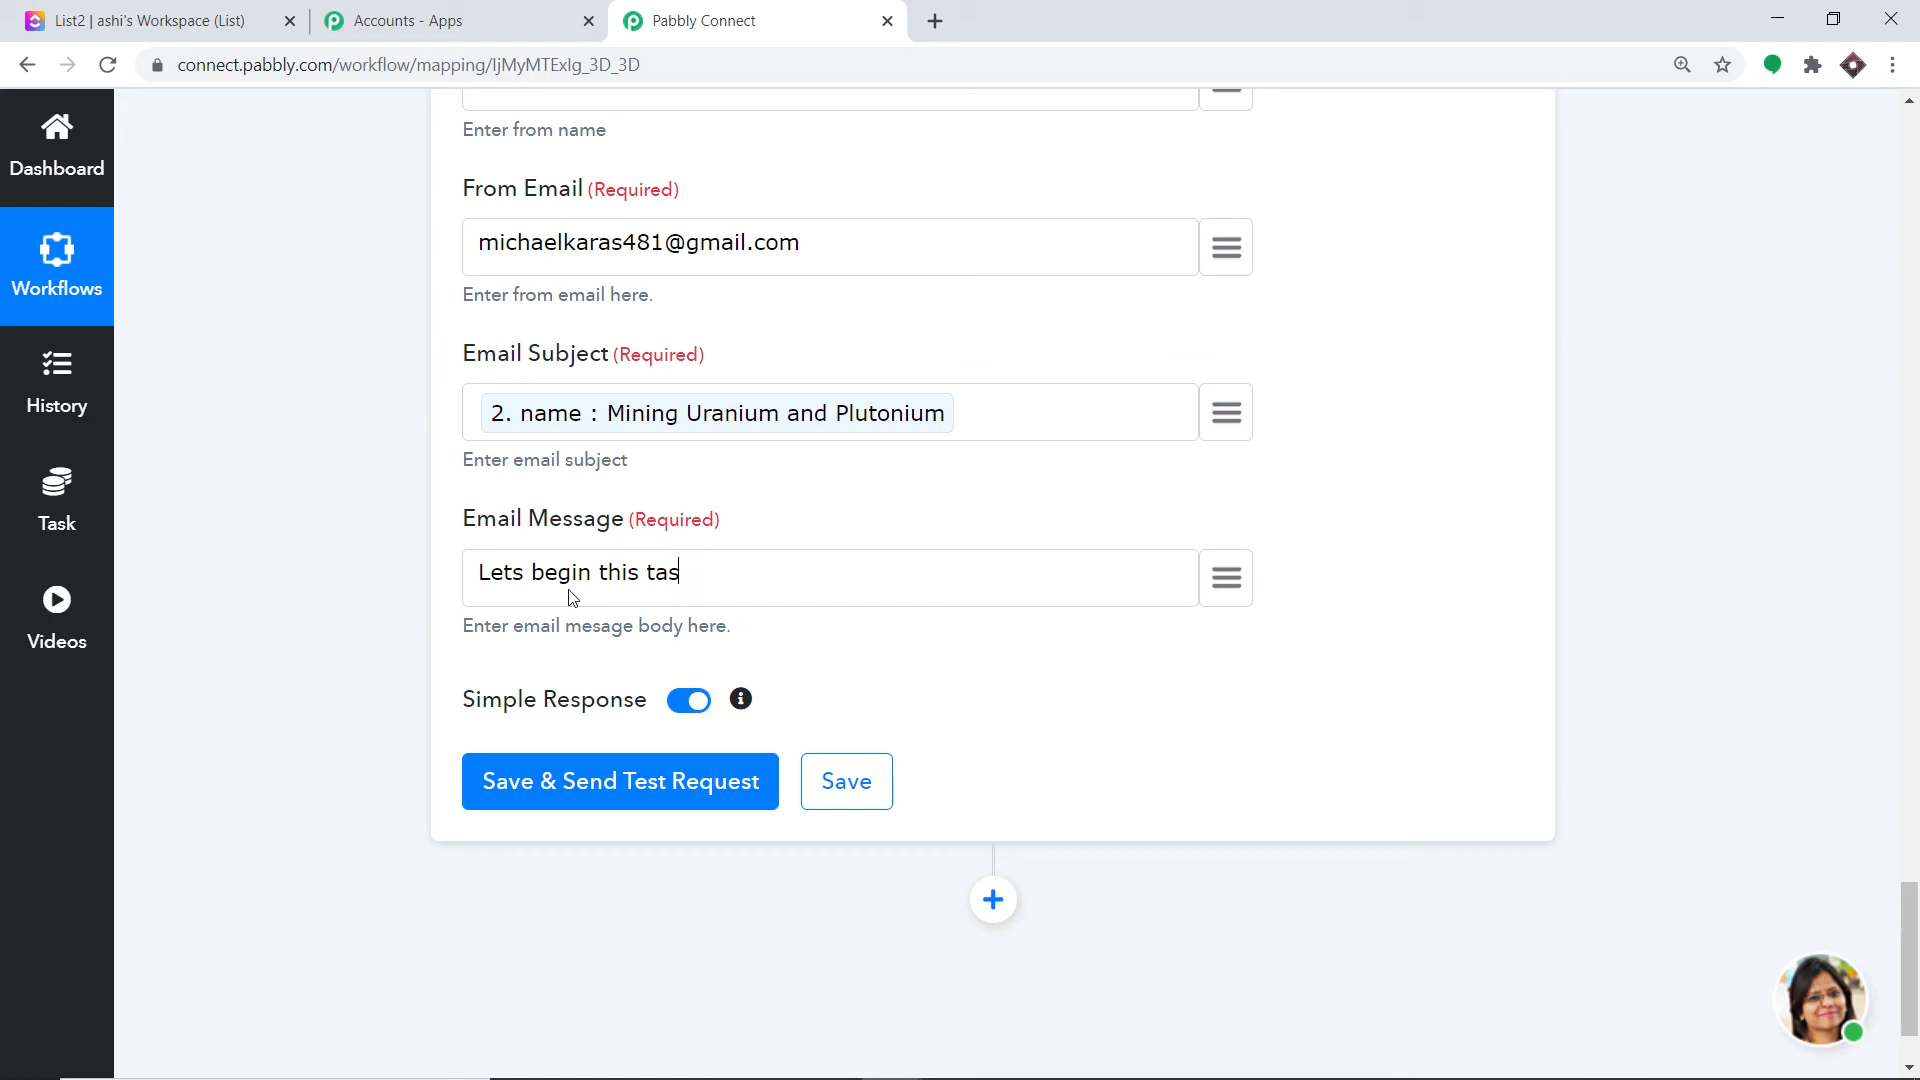 List2 | ashi's Workspace (List)
Accounts - Apps
Pabbly Connect
connect.pabbly.com/workflow/mapping/IjMyMTExIg_3D_3D
Dashboard
Workflows
History
Task
Videos
Enter from name
From Email (Required)
michaelkaras481@gmail.com
Enter from email here.
Email Subject (Required)
2. name : Mining Uranium and Plutonium
Enter email subject
Email Message (Required)
Lets begin this tas
Enter email mesage body here.
Simple Response
Save & Send Test Request
Save